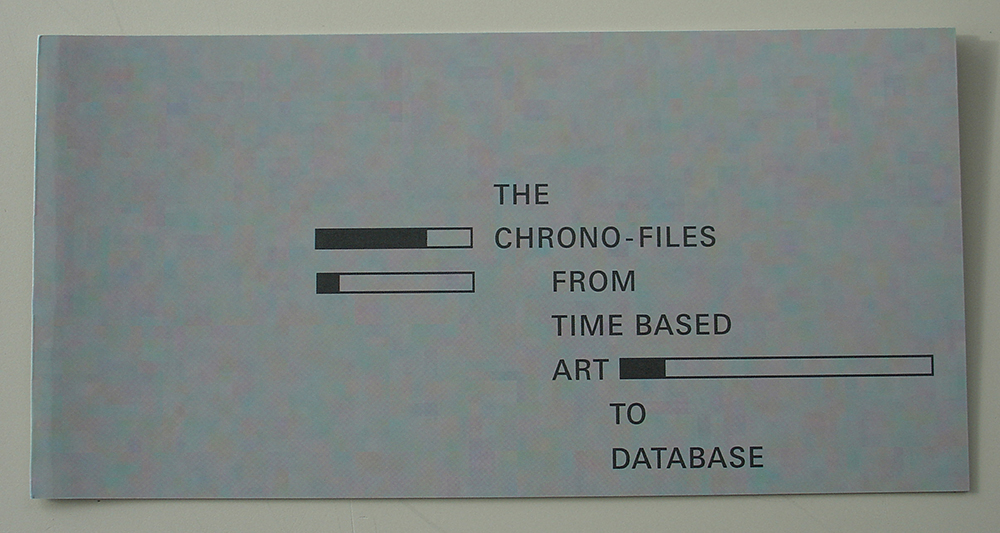 THE
CHRONO-FILES
FROM
TIME BASED
ART
TO
DATABASE